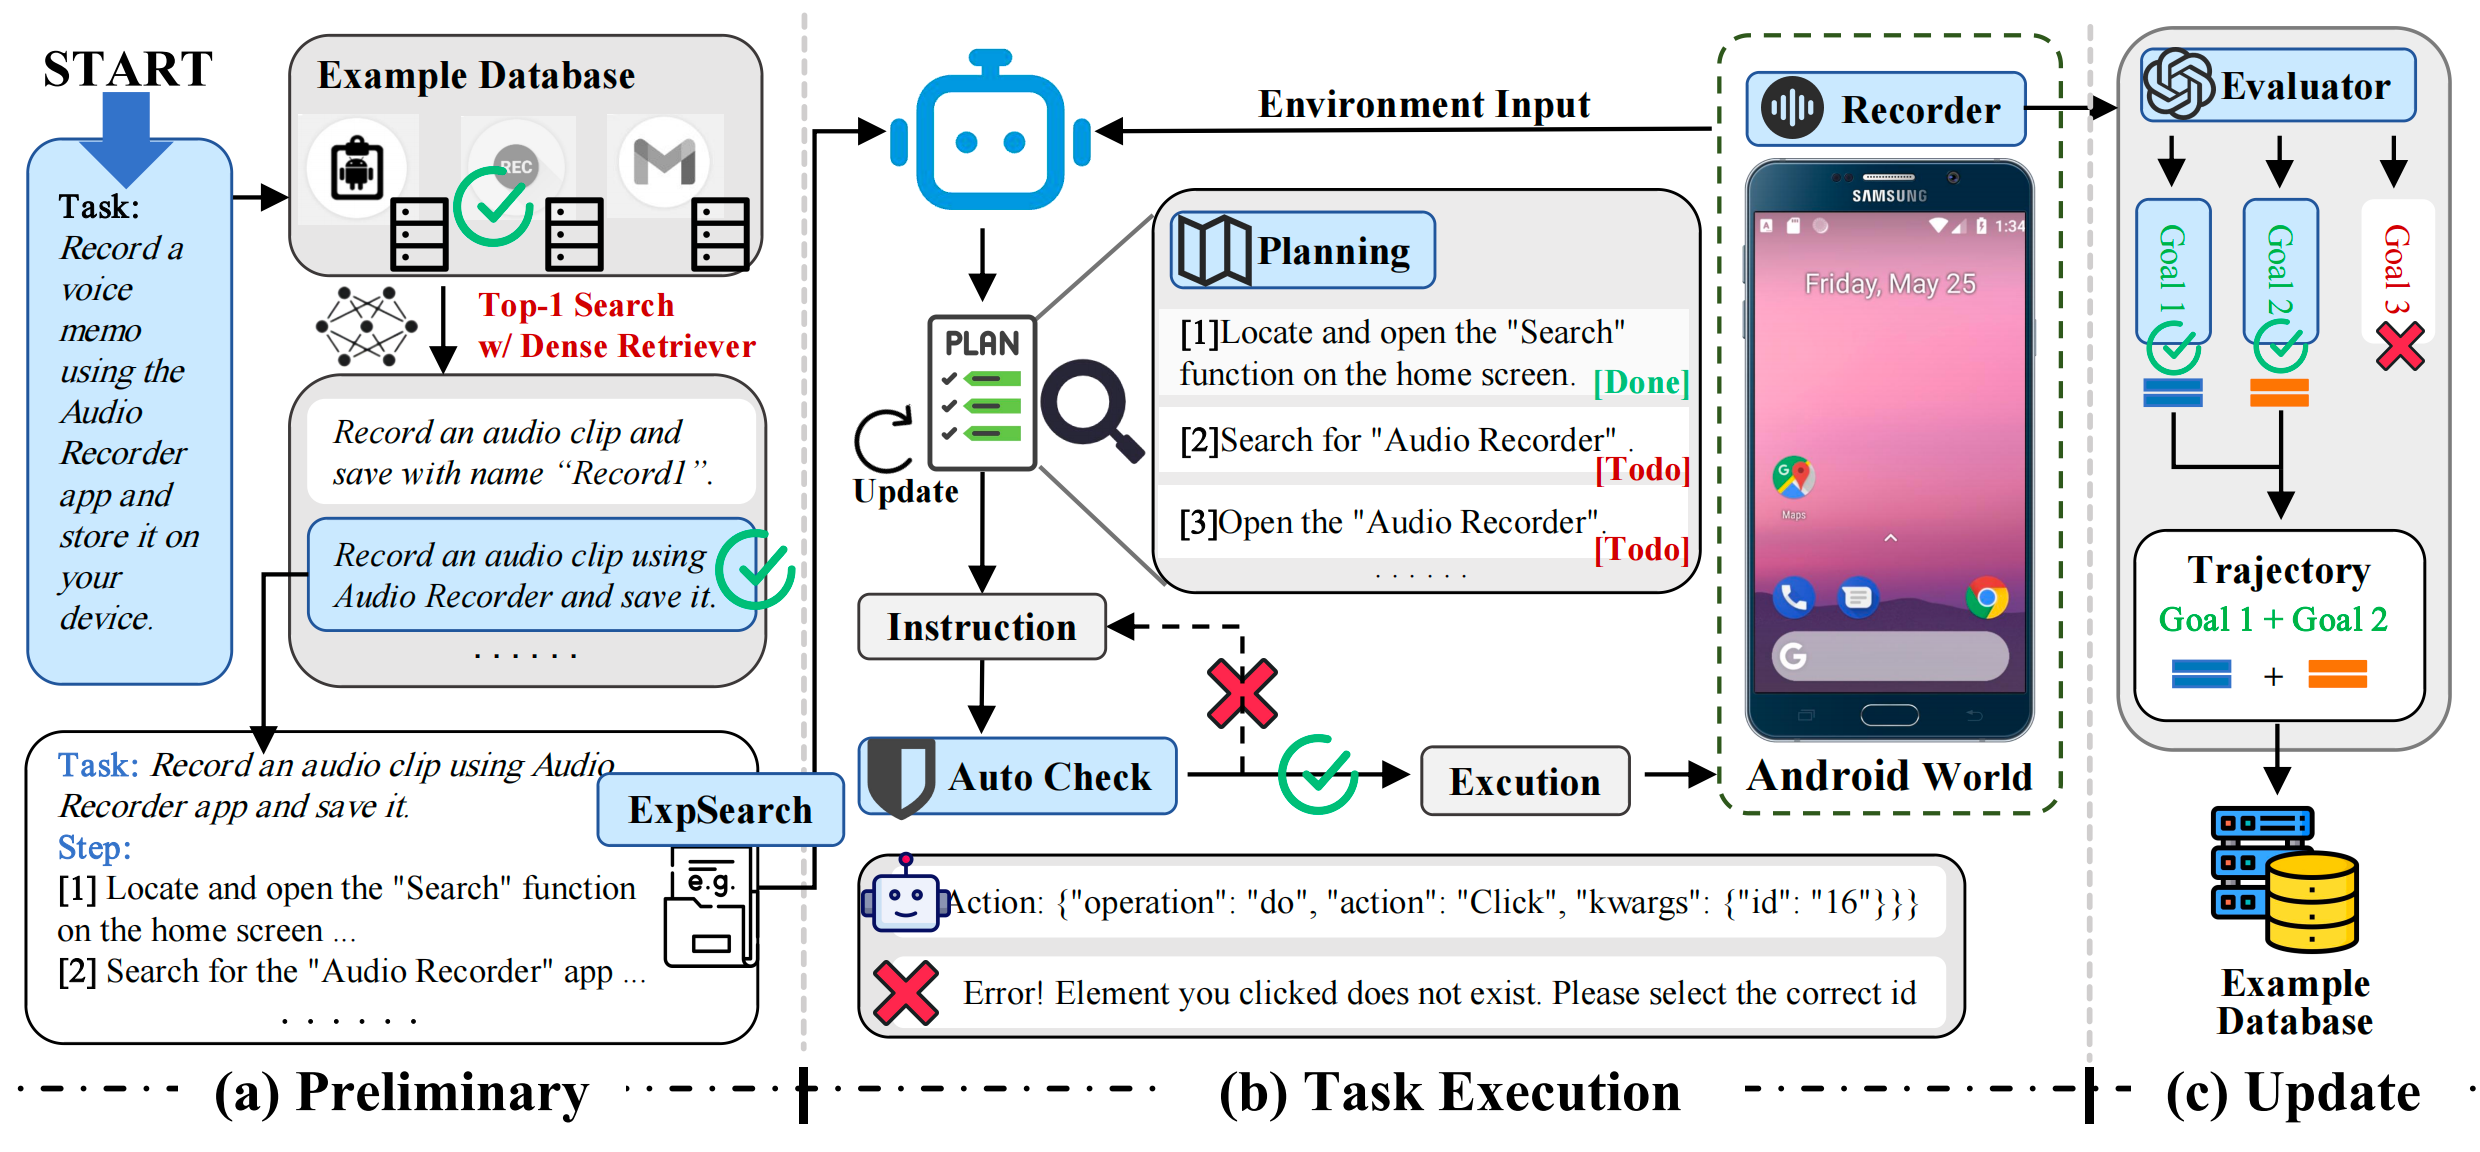 START
Task:
Record a
voice
memo
using the
Audio
Recorder
app and
store it on
your
device.
Example Database
REC
Top-1 Search
w/ Dense Retriever
Record an audio clip and
save with name “Record1”.
Record an audio clip using
Audio Recorder and save it.
. . . . . .
Task: Record an audio clip using Audio
Recorder app and save it.
Step:
[1] Locate and open the "Search" function
on the home screen ...
[2] Search for the "Audio Recorder" app ...
. . . . . .
ExpSearch
e.g.
(a) Preliminary
Environment Input
PLAN
Update
Planning
[1]Locate and open the "Search"
function on the home screen. [Done]
[2]Search for "Audio Recorder" .
[Todo]
[3]Open the "Audio Recorder".
[Todo]
. . . . . .
Instruction
Auto Check
Excution
Recorder
SAMSUNG
A
1:34
Friday, May 25
G
Maps
G
Android World
Action: {"operation": "do", "action": "Click", "kwargs": {"id": "16"}}}
Error! Element you clicked does not exist. Please select the correct id
(b) Task Execution
Evaluator
Goal 1
Goal 2
Goal 3
Trajectory
Goal 1 + Goal 2
+
Example
Database
(c) Update